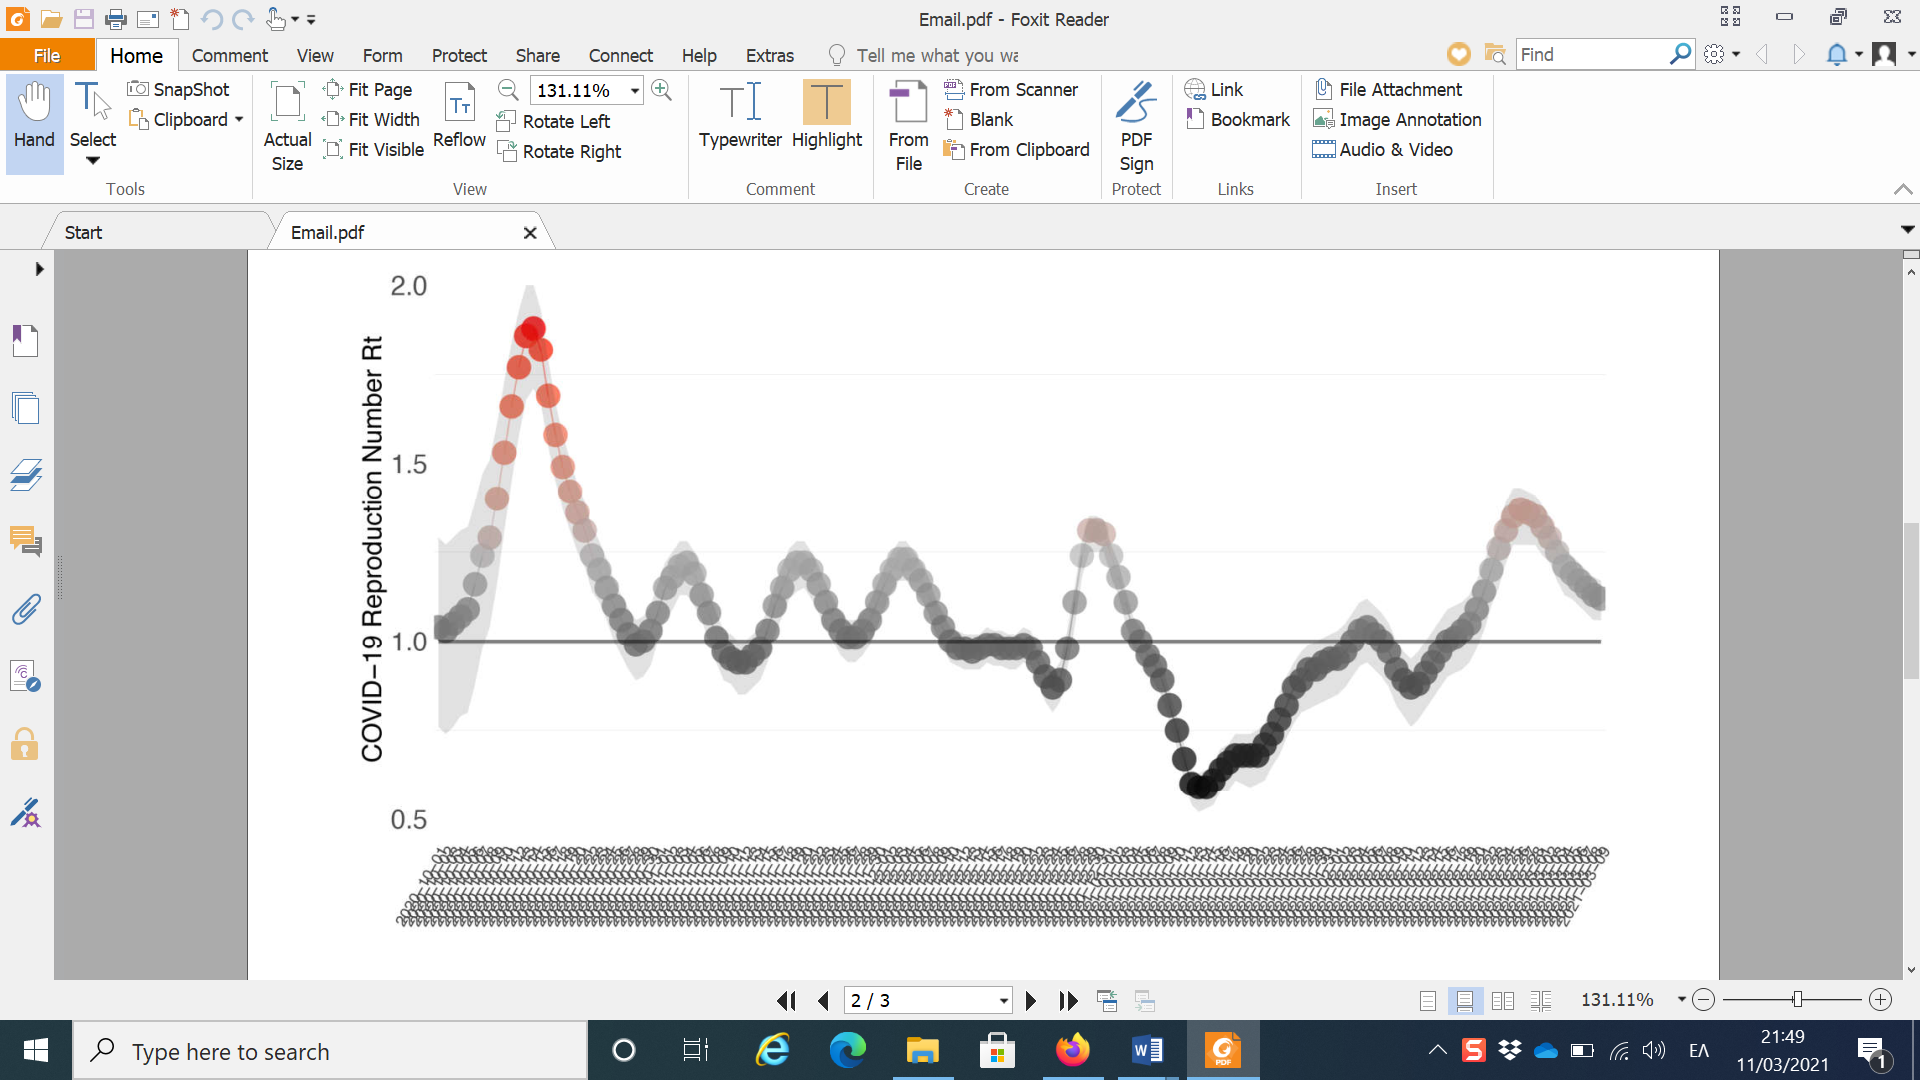 Email.pdf - Foxit Reader
File
Home
Comment
View
Form
Protect
Share
Connect
Help
Extras
Tell me what you wa
Find
Hand
Select
SnapShot
Clipboard
Tools
Actual Size
Fit Page
Fit Width
Fit Visible
Reflow
131.11%
Rotate Left
Rotate Right
View
Typewriter
Highlight
Comment
From File
From Scanner
Blank
From Clipboard
Create
PDF Sign
Protect
Link
Bookmark
Links
File Attachment
Image Annotation
Audio & Video
Insert
Start
Email.pdf
COVID-19 Reproduction Number Rt
2.0
1.5
1.0
0.5
2021-03-09
2 / 3
131.11%
Type here to search
ΕΛ
21:49
11/03/2021
1